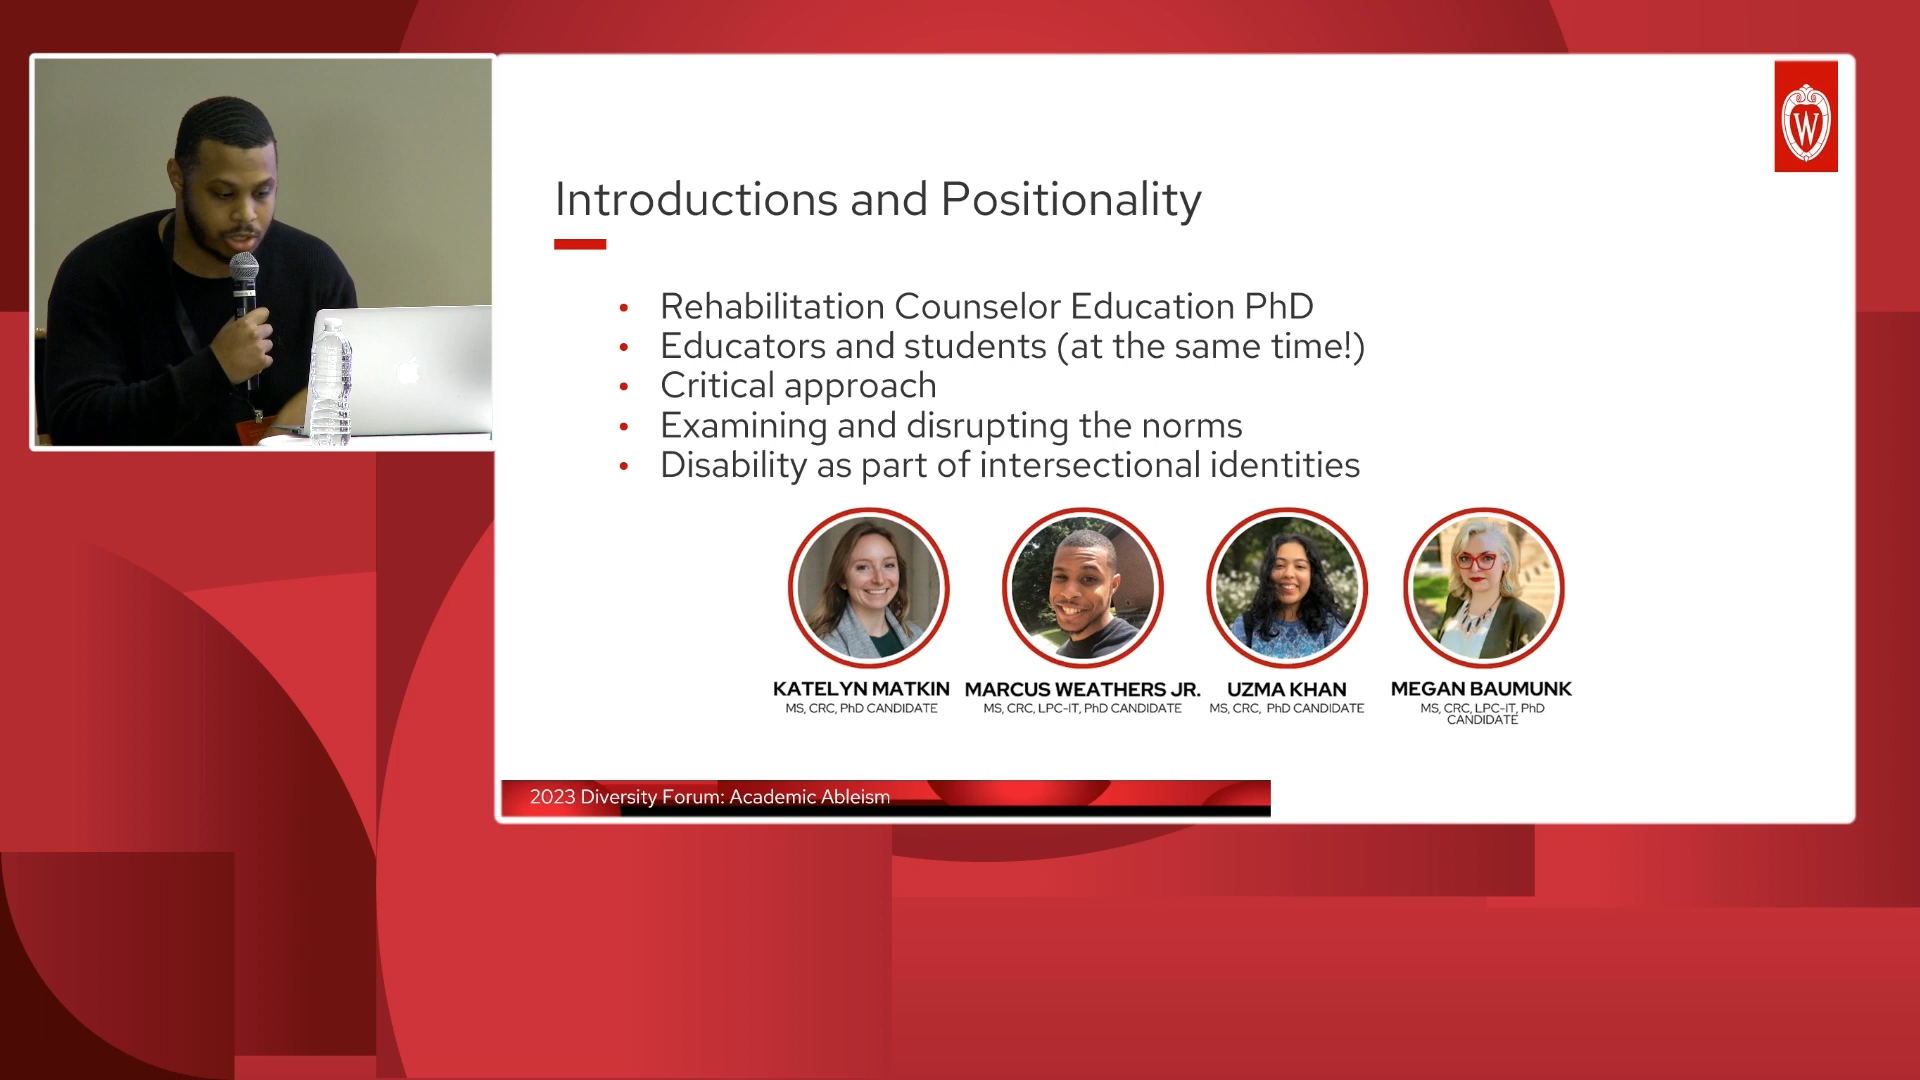 W
Introductions and Positionality
• Rehabilitation Counselor Education PhD
• Educators and students (at the same time!)
• Critical approach
• Examining and disrupting the norms
• Disability as part of intersectional identities
KATELYN MATKIN
MS, CRC, PhD CANDIDATE
MARCUS WEATHERS JR.
MS, CRC, LPC-IT, PhD CANDIDATE
UZMA KHAN
MS, CRC, PhD CANDIDATE
MEGAN BAUMUNK
MS, CRC, LPC-IT, PhD
CANDIDATE
2023 Diversity Forum: Academic Ableism